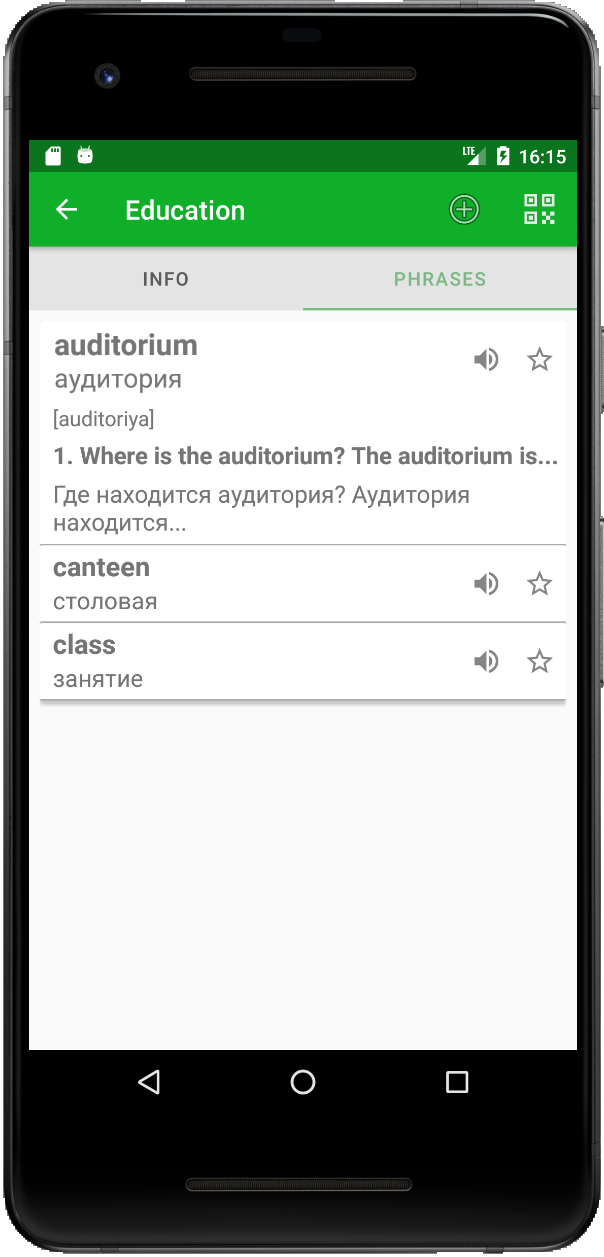 LTE 16:15
Education
INFO PHRASES
auditorium
аудитория
[auditoriya]
1. Where is the auditorium? The auditorium is...
Где находится аудитория? Аудитория
находится...
canteen
столовая
class
занятие